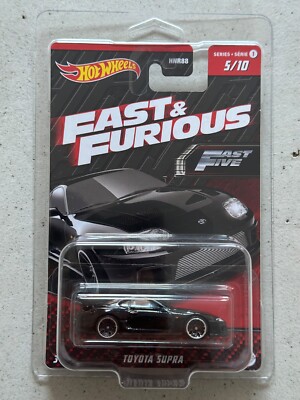 Hot Wheels
HNR88
SERIES • SÉRIE 1
5/10
FAST &
FURIOUS
FAST
FIVE
TOYOTA SUPRA